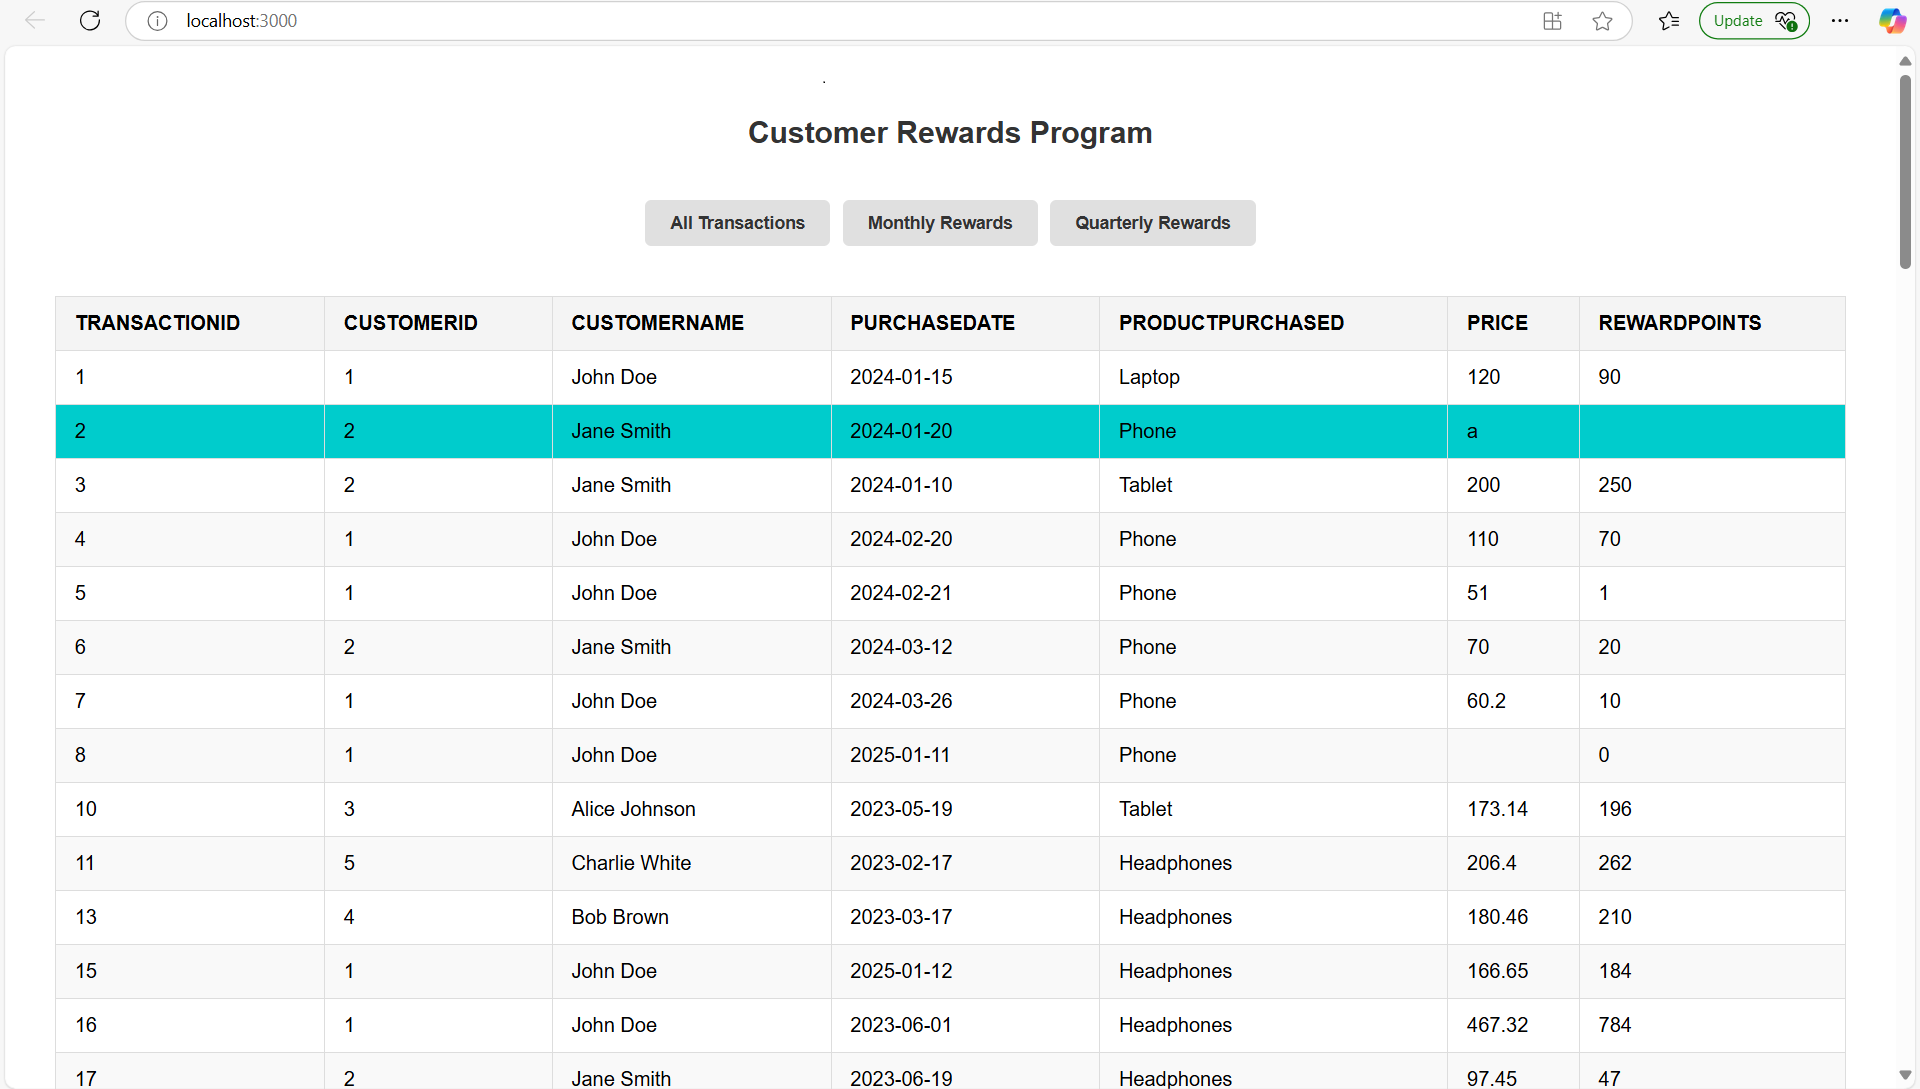 localhost:3000
Update
Customer Rewards Program
All Transactions Monthly Rewards Quarterly Rewards
TRANSACTIONID CUSTOMERID CUSTOMERNAME PURCHASEDATE PRODUCTPURCHASED PRICE REWARDPOINTS
1 1 John Doe 2024-01-15 Laptop 120 90
2 2 Jane Smith 2024-01-20 Phone a
3 2 Jane Smith 2024-01-10 Tablet 200 250
4 1 John Doe 2024-02-20 Phone 110 70
5 1 John Doe 2024-02-21 Phone 51 1
6 2 Jane Smith 2024-03-12 Phone 70 20
7 1 John Doe 2024-03-26 Phone 60.2 10
8 1 John Doe 2025-01-11 Phone 0
10 3 Alice Johnson 2023-05-19 Tablet 173.14 196
11 5 Charlie White 2023-02-17 Headphones 206.4 262
13 4 Bob Brown 2023-03-17 Headphones 180.46 210
15 1 John Doe 2025-01-12 Headphones 166.65 184
16 1 John Doe 2023-06-01 Headphones 467.32 784
17 2 Jane Smith 2023-06-19 Headphones 97.45 47